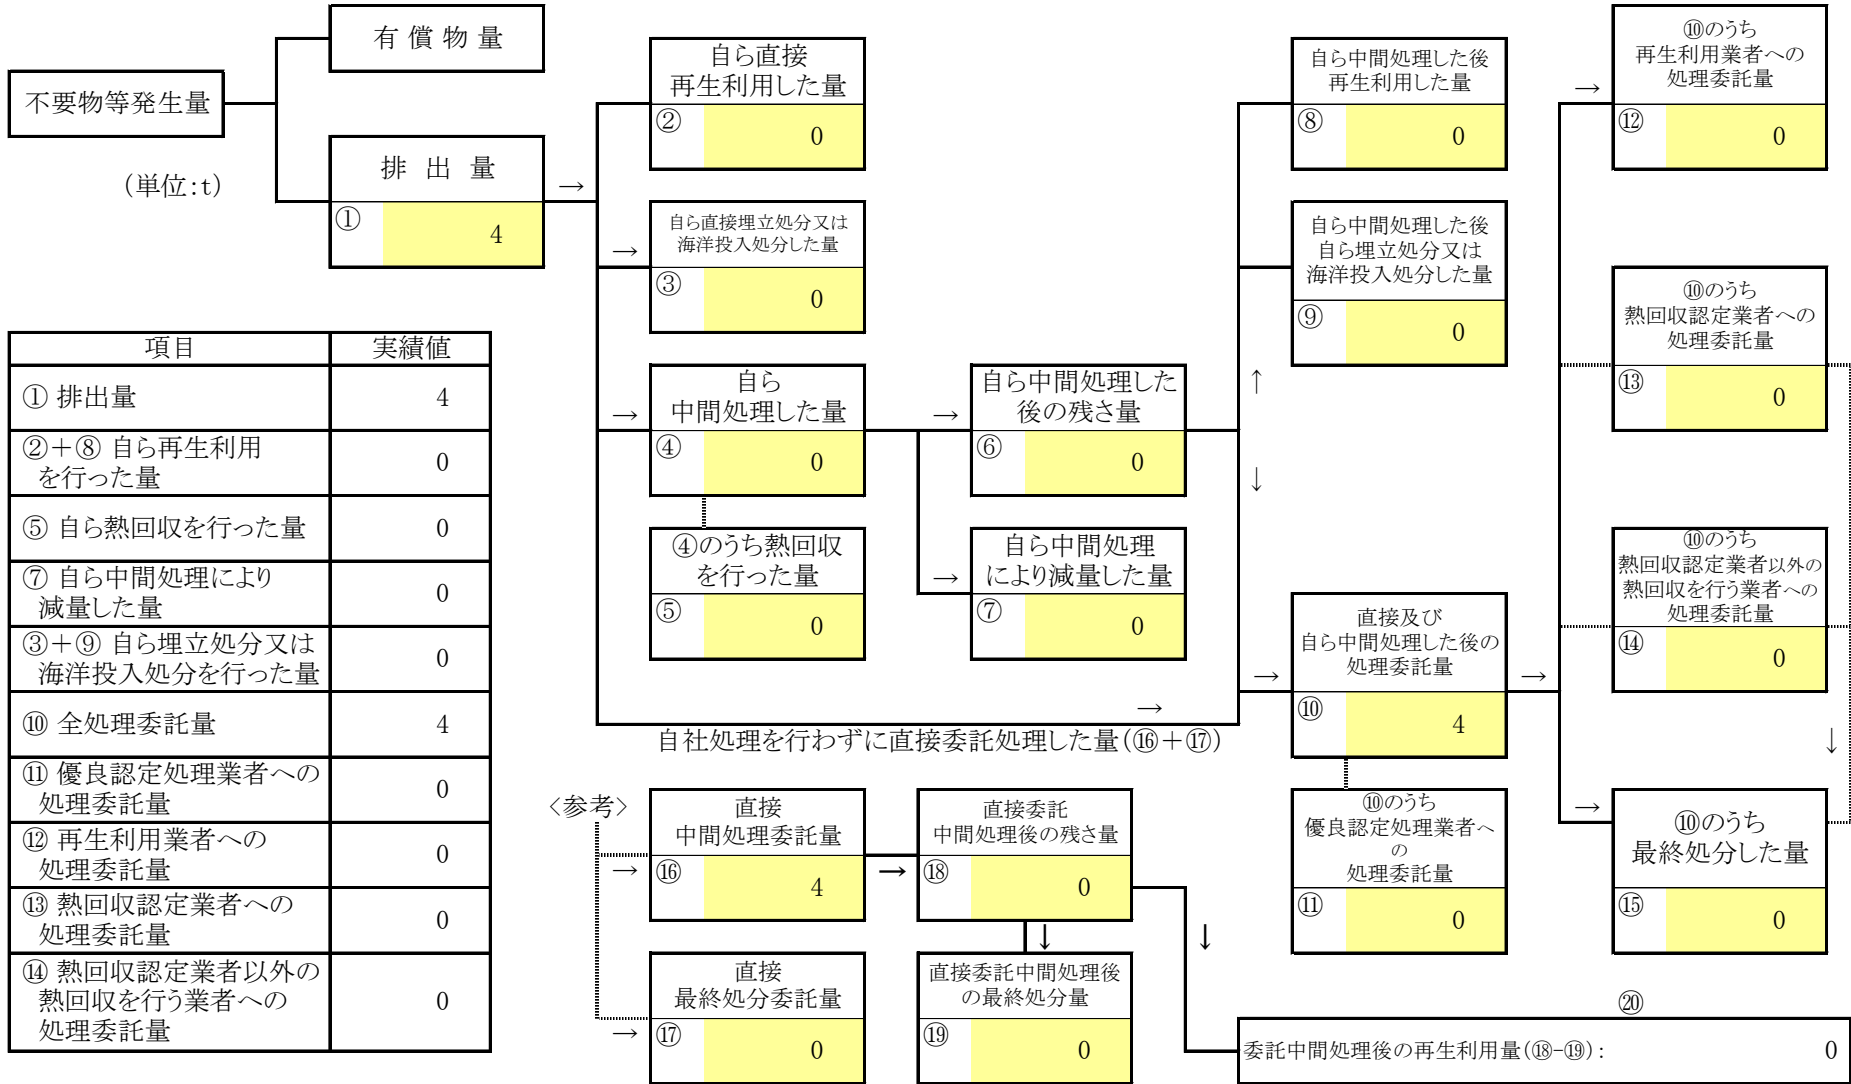 有 償 物 量
不要物等発生量
(単位:t)
排 出 量
①
4
→
自ら直接
再生利用した量
②
0
→
自ら直接埋立処分又は
海洋投入処分した量
③
0
→
自ら
中間処理した量
④
0
④のうち熱回収
を行った量
⑤
0
→
自ら中間処理した
後の残さ量
⑥
0
→
自ら中間処理
により減量した量
⑦
0
↑
↓
自ら中間処理した後
再生利用した量
⑧
0
自ら中間処理した後
自ら埋立処分又は
海洋投入処分した量
⑨
0
→
直接及び
自ら中間処理した後の
処理委託量
⑩
4
→
自社処理を行わずに直接委託処理した量(⑯+⑰)
⑩のうち
優良認定処理業者へ
の
処理委託量
⑪
0
→
→
⑩のうち
再生利用業者への
処理委託量
⑫
0
⑩のうち
熱回収認定業者への
処理委託量
⑬
0
⑩のうち
熱回収認定業者以外の
熱回収を行う業者への
処理委託量
⑭
0
↓
→
⑩のうち
最終処分した量
⑮
0
項目 実績値
① 排出量 4
②+⑧ 自ら再生利用
を行った量 0
⑤ 自ら熱回収を行った量 0
⑦ 自ら中間処理により
減量した量 0
③+⑨ 自ら埋立処分又は
海洋投入処分を行った量 0
⑩ 全処理委託量 4
⑪ 優良認定処理業者への
処理委託量 0
⑫ 再生利用業者への
処理委託量 0
⑬ 熱回収認定業者への
処理委託量 0
⑭ 熱回収認定業者以外の
熱回収を行う業者への
処理委託量 0
〈参考〉
→
直接
中間処理委託量
⑯
4
→
直接委託
中間処理後の残さ量
⑱
0
↓
↓
→
直接
最終処分委託量
⑰
0
直接委託中間処理後
の最終処分量
⑲
0
⑳
委託中間処理後の再生利用量(⑱-⑲): 0